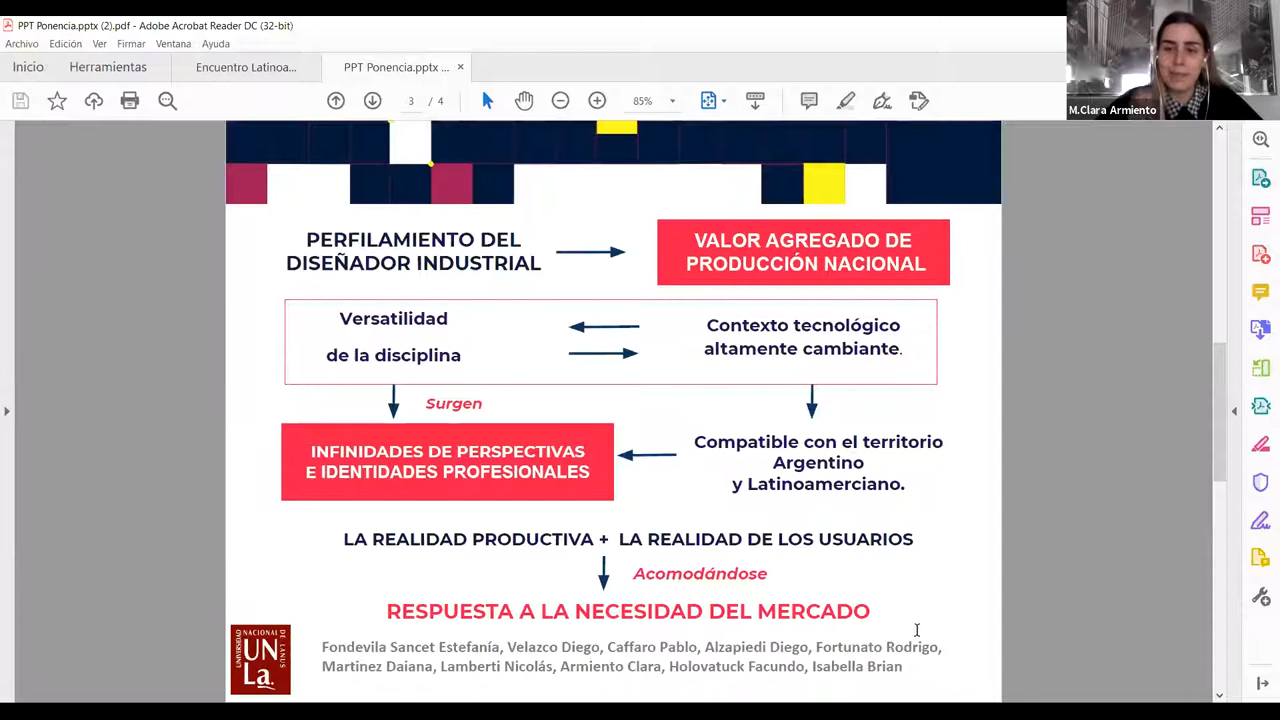 PPT Ponencia.pptx (2).pdf - Adobe Acrobat Reader DC (32-bit)
Archivo Edición Ver Firmar Ventana Ayuda
Inicio Herramientas Encuentro Latinoa... PPT Ponencia.pptx ... ×
3 / 4 85%
M.Clara Armiento
PERFILAMIENTO DEL
DISEÑADOR INDUSTRIAL
VALOR AGREGADO DE
PRODUCCIÓN NACIONAL
Versatilidad
de la disciplina
Contexto tecnológico
altamente cambiante.
Surgen
INFINIDADES DE PERSPECTIVAS
E IDENTIDADES PROFESIONALES
Compatible con el territorio
Argentino
y Latinoamerciano.
LA REALIDAD PRODUCTIVA + LA REALIDAD DE LOS USUARIOS
Acomodándose
RESPUESTA A LA NECESIDAD DEL MERCADO
UNIVERSIDAD NACIONAL DE LANUS
UN
La.
Fondevila Sancet Estefanía, Velazco Diego, Caffaro Pablo, Alzapiedi Diego, Fortunato Rodrigo,
Martinez Daiana, Lamberti Nicolás, Armiento Clara, Holovatuck Facundo, Isabella Brian